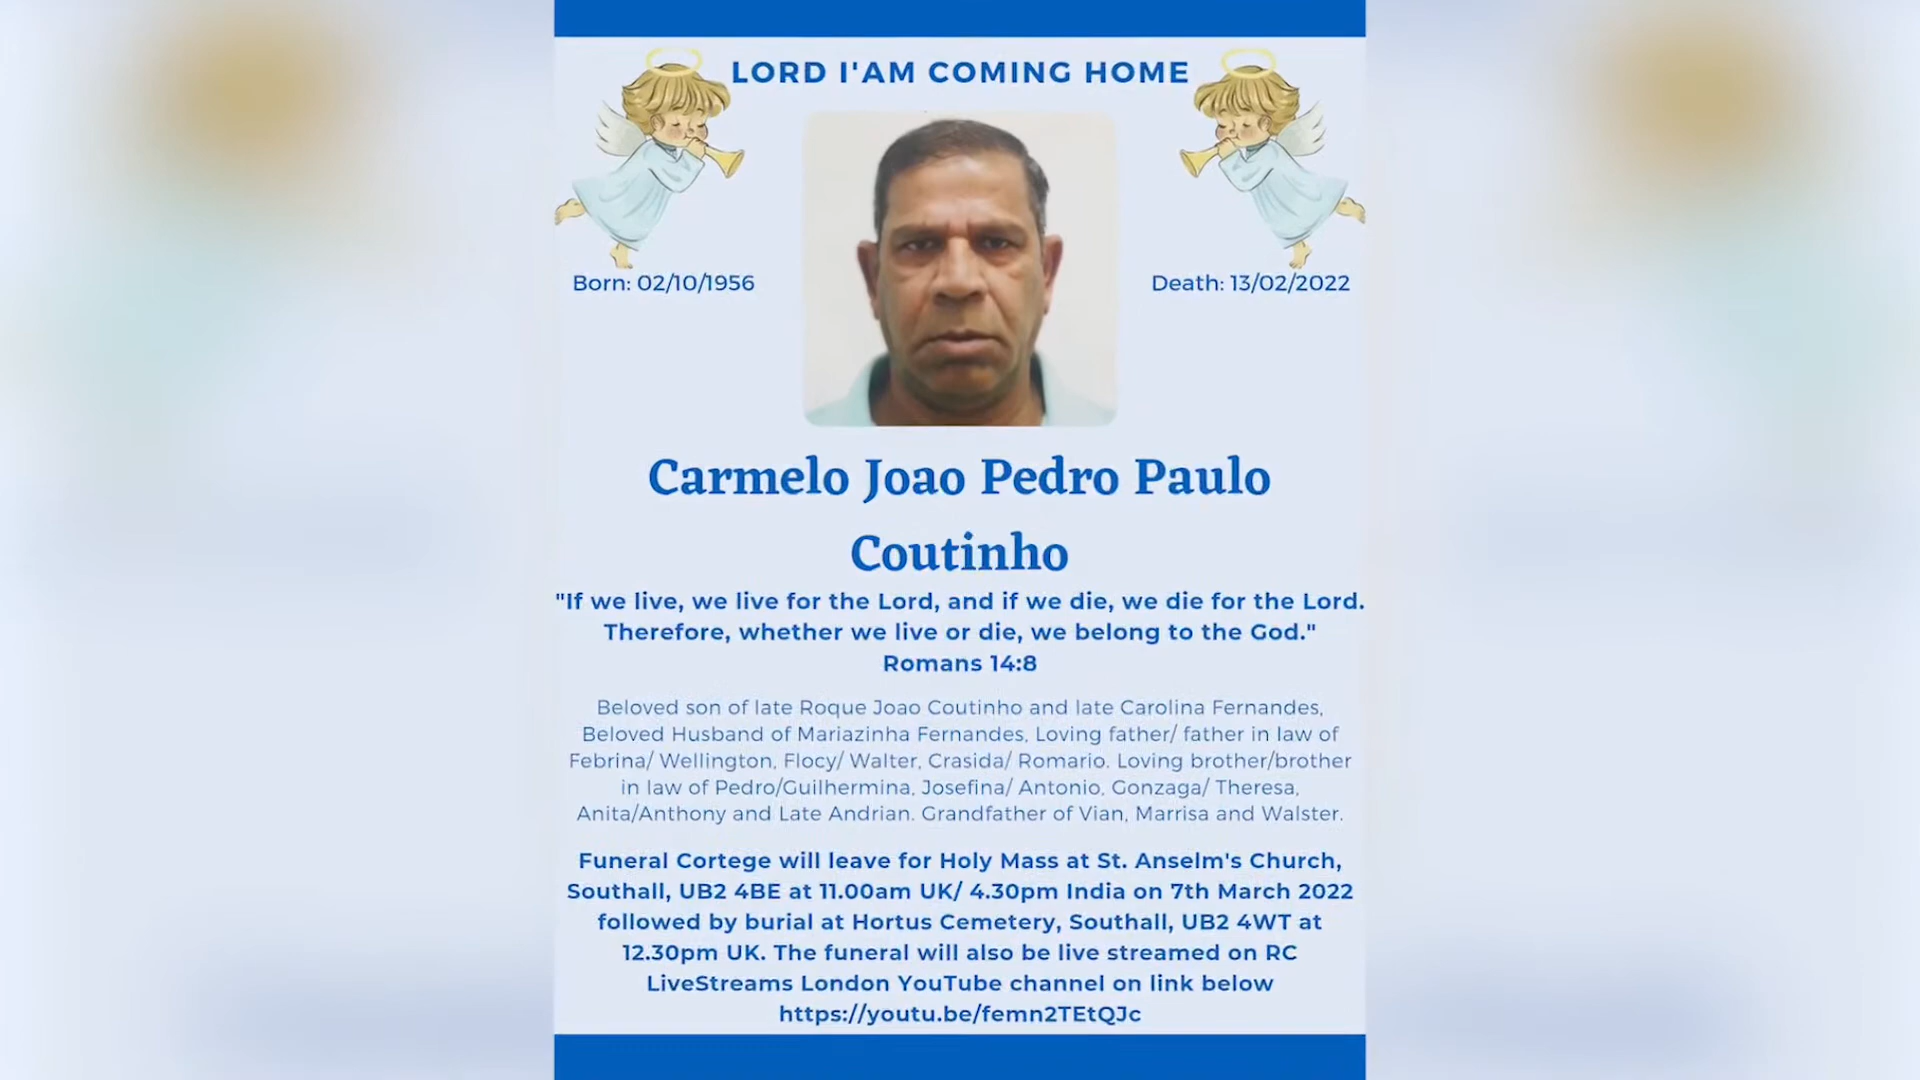 LORD I'AM COMING HOME
Born: 02/10/1956
Death: 13/02/2022
Carmelo Joao Pedro Paulo
Coutinho
"If we live, we live for the Lord, and if we die, we die for the Lord.
Therefore, whether we live or die, we belong to the God."
Romans 14:8
Beloved son of late Roque Joao Coutinho and late Carolina Fernandes,
Beloved Husband of Mariazinha Fernandes, Loving father/ father in law of
Febrina/ Wellington, Flocy/ Walter, Crasida/ Romario. Loving brother/brother
in law of Pedro/Guilhermina, Josefina/ Antonio, Gonzaga/ Theresa,
Anita/Anthony and Late Andrian. Grandfather of Vian, Marrisa and Walster.
Funeral Cortege will leave for Holy Mass at St. Anselm's Church,
Southall, UB2 4BE at 11.00am UK/ 4.30pm India on 7th March 2022
followed by burial at Hortus Cemetery, Southall, UB2 4WT at
12.30pm UK. The funeral will also be live streamed on RC
LiveStreams London YouTube channel on link below
https://youtu.be/femn2TEtQJc